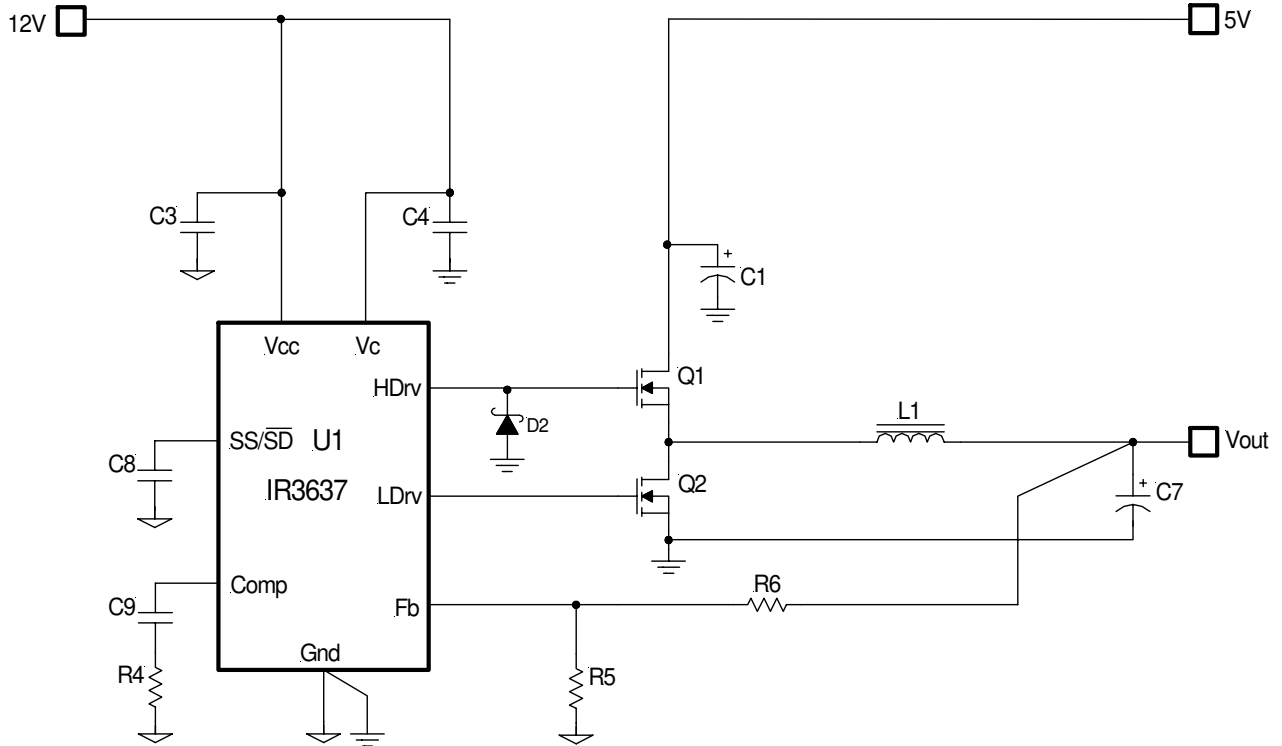 12V
5V
C3
C4
+
C1
Vcc
Vc
HDrv
Q1
D2
L1
SS/S̅D̅
U1
Vout
C8
IR3637
LDrv
Q2
+
C7
Comp
C9
Fb
R6
Gnd
R4
R5